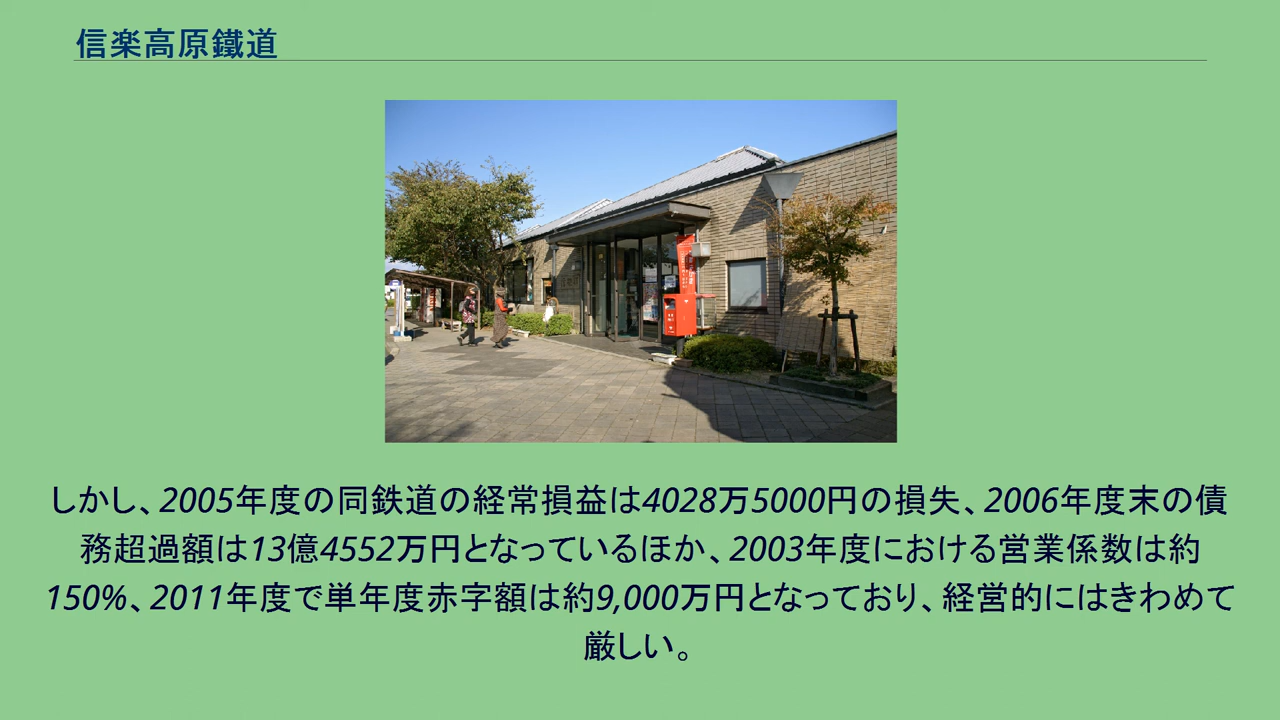 信楽高原鐵道
しかし、2005年度の同鉄道の経常損益は4028万5000円の損失、2006年度末の債
務超過額は13億4552万円となっているほか、2003年度における営業係数は約
150%、2011年度で単年度赤字額は約9,000万円となっており、経営的にはきわめて
厳しい。